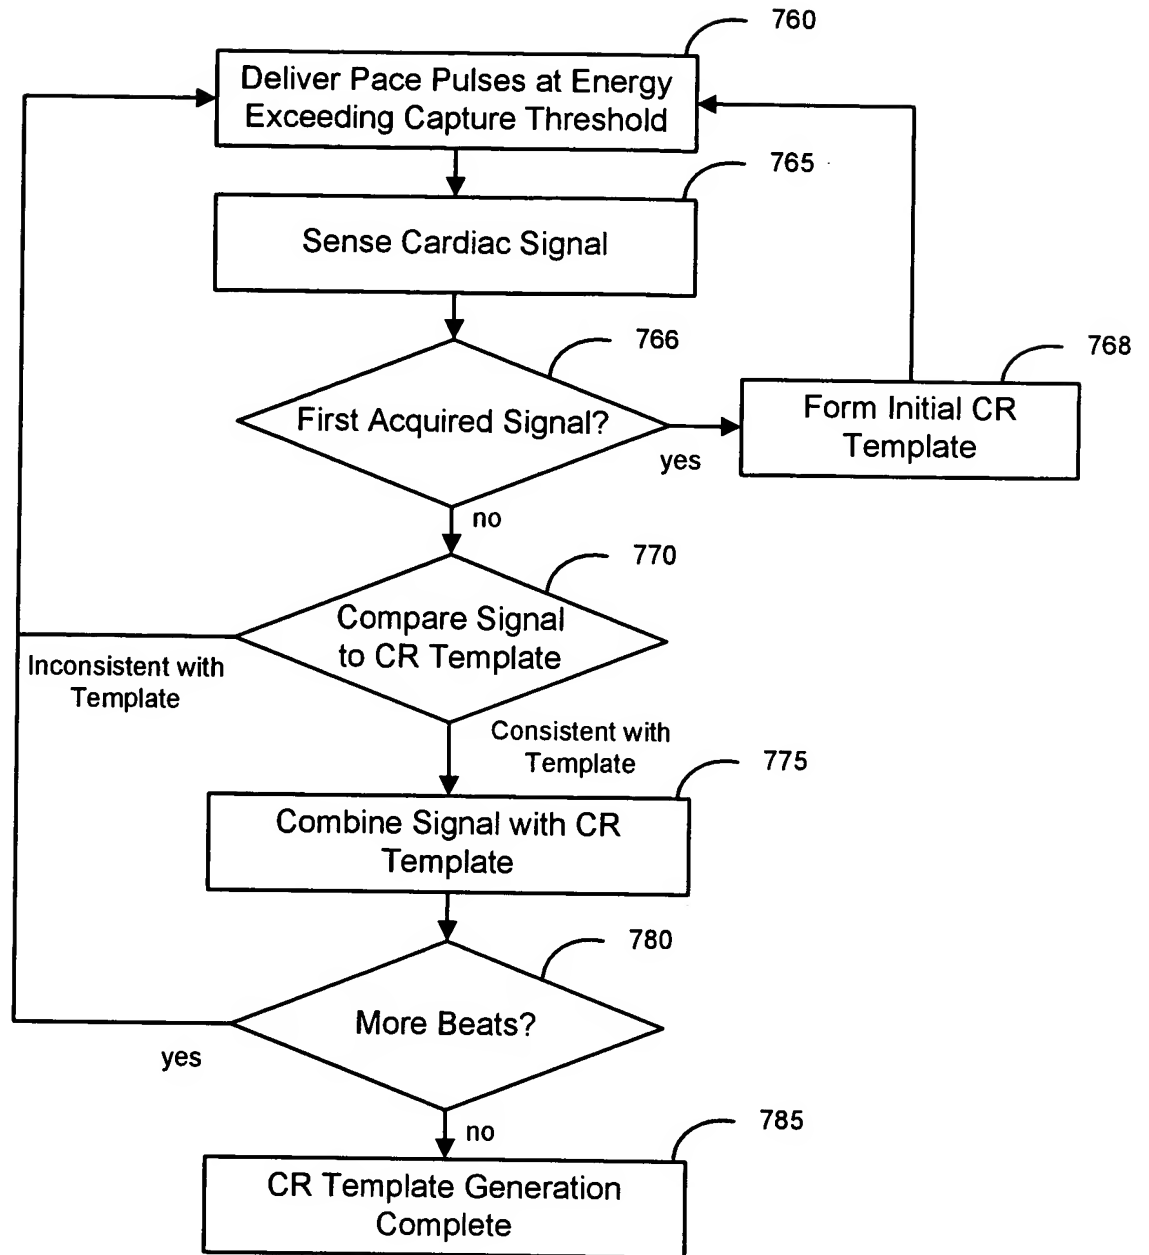 760
Deliver Pace Pulses at Energy
Exceeding Capture Threshold
765
Sense Cardiac Signal
766
First Acquired Signal?
768
Form Initial CR
Template
yes
no
770
Compare Signal
to CR Template
Inconsistent with
Template
Consistent with
Template
775
Combine Signal with CR
Template
780
More Beats?
yes
no
785
CR Template Generation
Complete